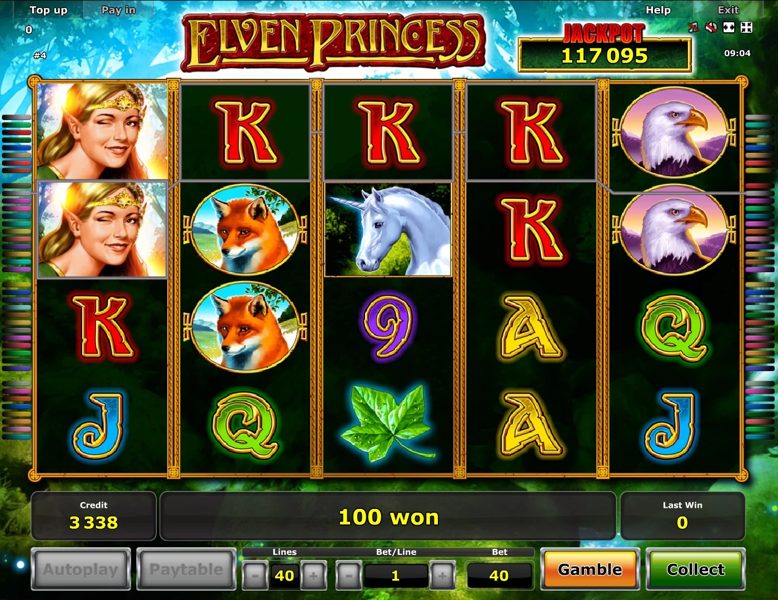 Top up Pay in Help Exit
0
#4
ELVEN PRINCESS
JACKPOT
117 095
09:04
K K K
K
K 9 A Q
J Q A J
Credit
3 338
100 won
Last Win
0
Autoplay
Paytable
Lines
- 40 +
Bet/Line
- 1 +
Bet
40
Gamble
Collect